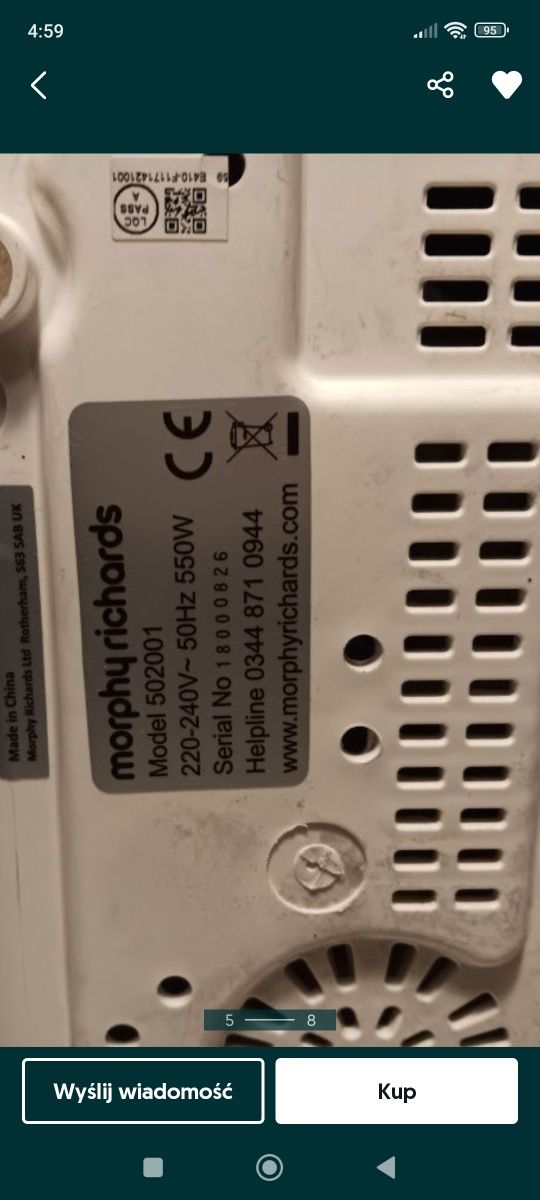 4:59
95
59 E410-F1171421001
LQC
PASS
A
CE
morphy richards
Model 502001
220-240V~ 50Hz 550W
Serial No 18000826
Helpline 0344 871 0944
www.morphyrichards.com
Made in China
Morphy Richards Ltd Rotherham, S63 5AB UK
5 8
Wyślij wiadomość
Kup